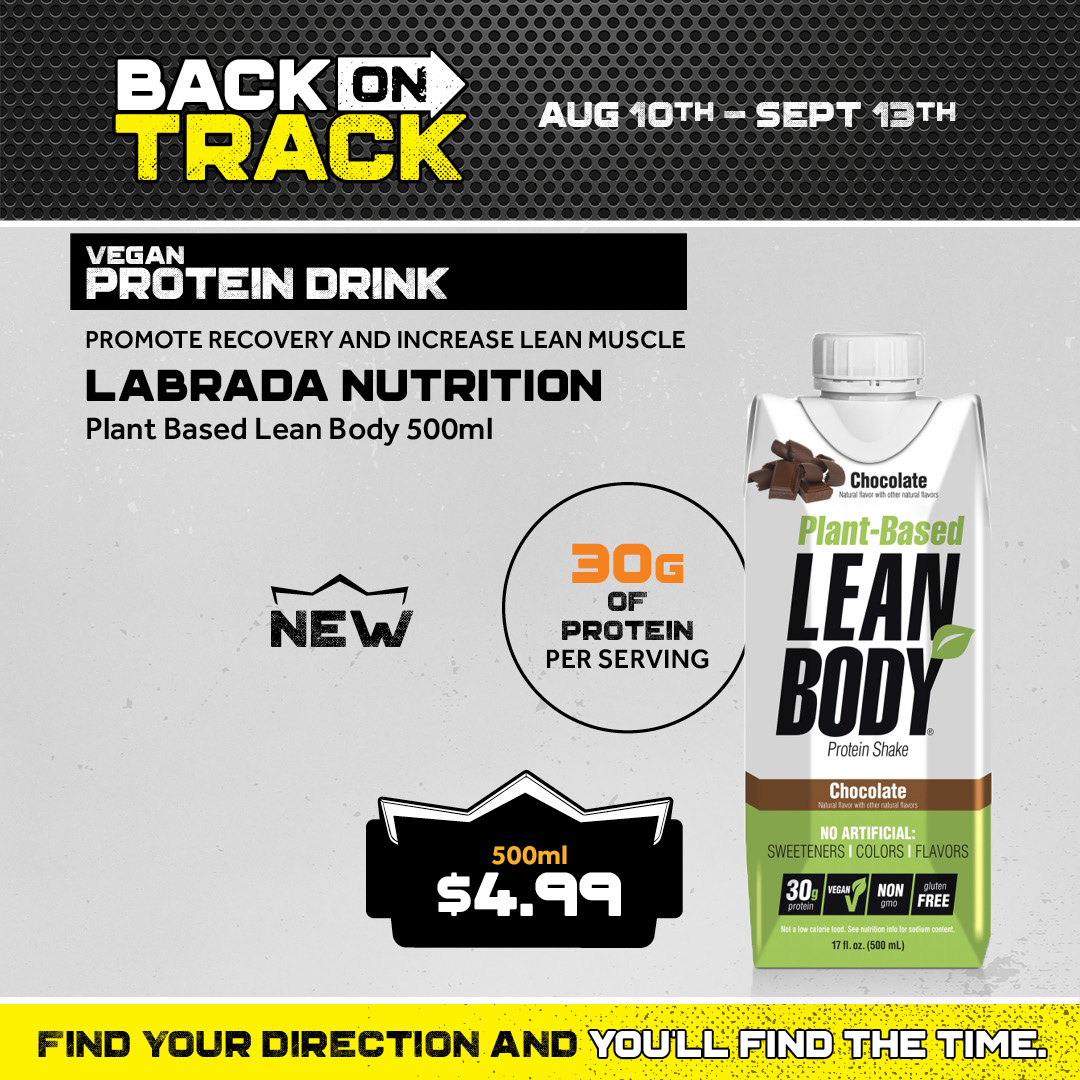 BACK ON
TRACK
AUG 10TH – SEPT 13TH
VEGAN
PROTEIN DRINK
PROMOTE RECOVERY AND INCREASE LEAN MUSCLE
LABRADA NUTRITION
Plant Based Lean Body 500ml
NEW
30G
OF
PROTEIN
PER SERVING
500ml
$4.99
Chocolate
Natural flavor with other natural flavors
Plant-Based
LEAN
BODY®
Protein Shake
Chocolate
Natural flavor with other natural flavors
NO ARTIFICIAL:
SWEETENERS | COLORS | FLAVORS
30g protein
VEGAN
NON gmo
gluten FREE
Not a low calorie food. See nutrition info for sodium content.
17 fl. oz. (500 mL)
FIND YOUR DIRECTION AND YOU'LL FIND THE TIME.